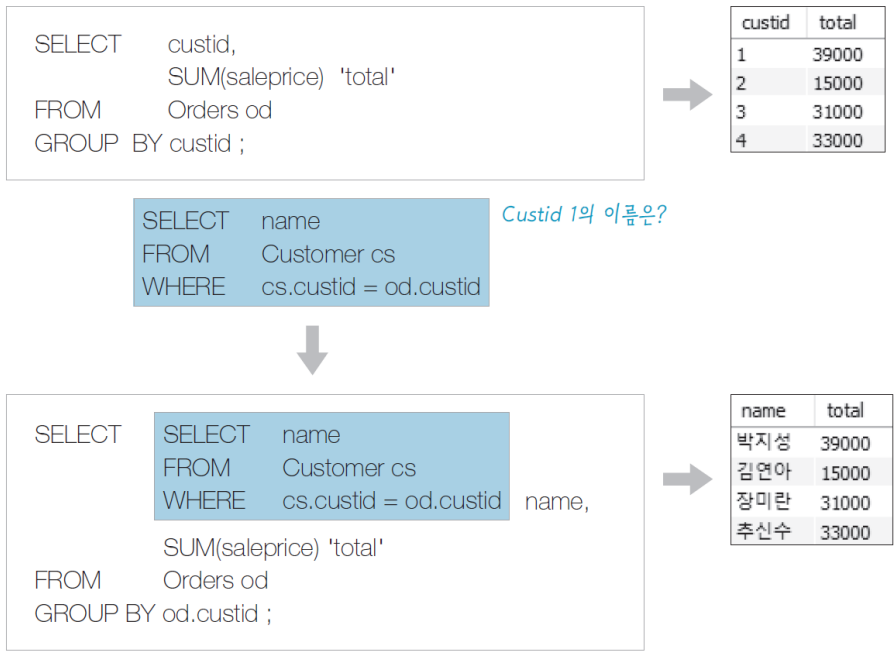 SELECT custid,
SUM(saleprice) 'total'
FROM Orders od
GROUP BY custid ;
custid total
1 39000
2 15000
3 31000
4 33000
SELECT name
FROM Customer cs
WHERE cs.custid = od.custid
Custid 1의 이름은?
SELECT SELECT name
FROM Customer cs
WHERE cs.custid = od.custid name,
SUM(saleprice) 'total'
FROM Orders od
GROUP BY od.custid ;
name total
박지성 39000
김연아 15000
장미란 31000
추신수 33000